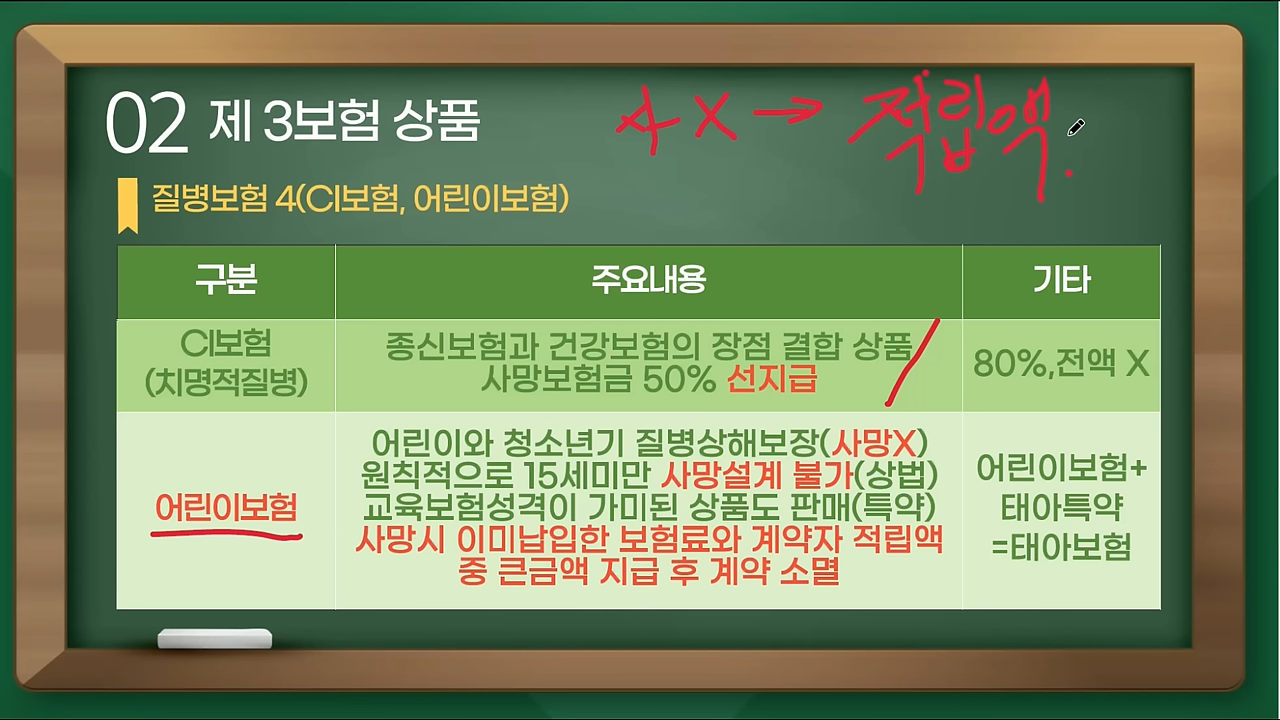 02 제 3보험 상품
X → 적립액.
질병보험 4(CI보험, 어린이보험)
구분 주요내용 기타
CI보험
(치명적질병)
종신보험과 건강보험의 장점 결합 상품
사망보험금 50% 선지급
80%,전액 X
어린이보험
어린이와 청소년기 질병상해보장(사망X)
원칙적으로 15세미만 사망설계 불가(상법)
교육보험성격이 가미된 상품도 판매(특약)
사망시 이미납입한 보험료와 계약자 적립액
중 큰금액 지급 후 계약 소멸
어린이보험+
태아특약
=태아보험